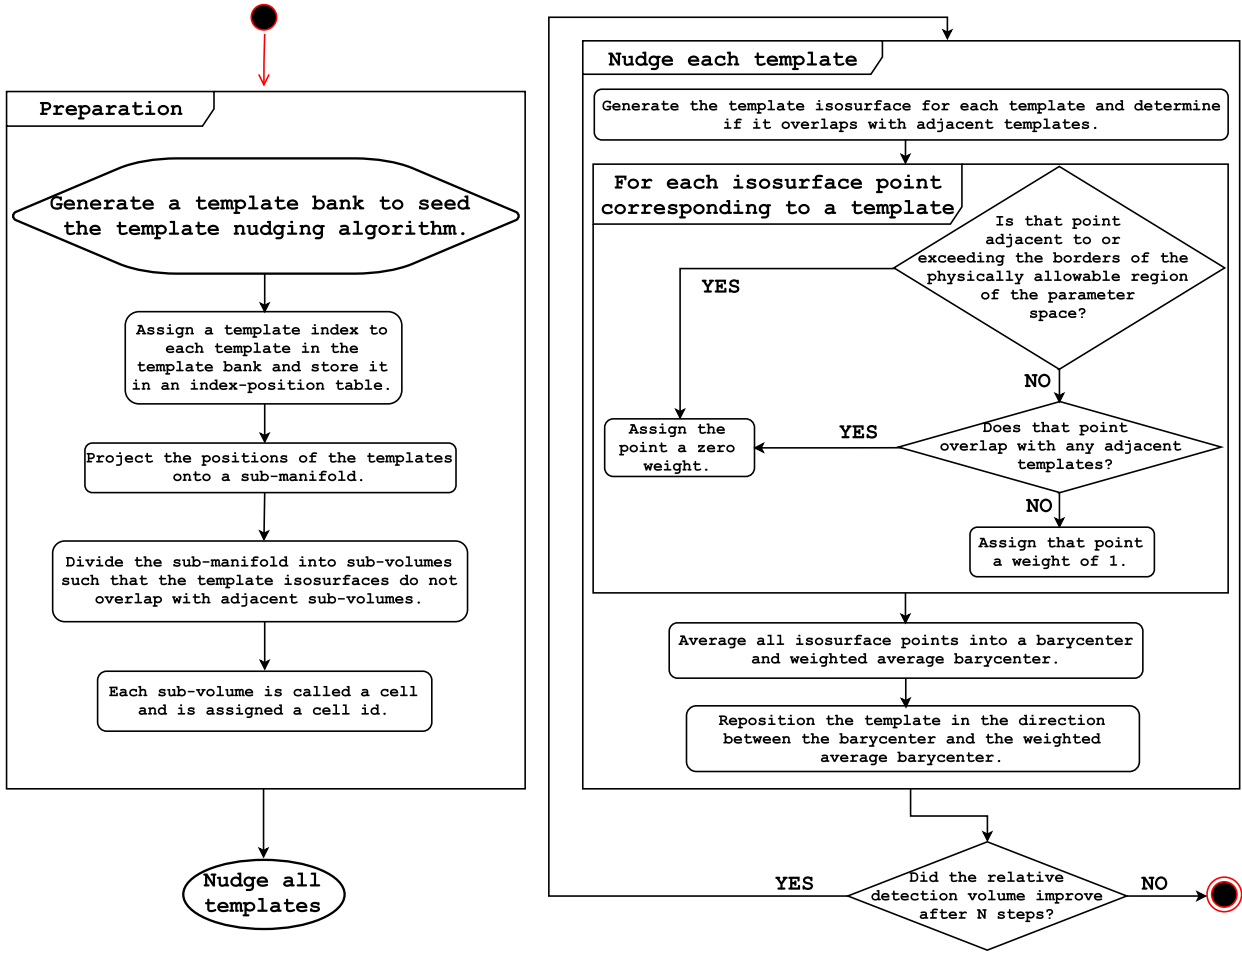 Preparation
Generate a template bank to seed
the template nudging algorithm.
Assign a template index to
each template in the
template bank and store it
in an index-position table.
Project the positions of the templates
onto a sub-manifold.
Divide the sub-manifold into sub-volumes
such that the template isosurfaces do not
overlap with adjacent sub-volumes.
Each sub-volume is called a cell
and is assigned a cell id.
Nudge all
templates
Nudge each template
Generate the template isosurface for each template and determine
if it overlaps with adjacent templates.
For each isosurface point
corresponding to a template
Is that point
adjacent to or
exceeding the borders of the
physically allowable region
of the parameter
space?
YES
NO
Does that point
overlap with any adjacent
templates?
YES
Assign the
point a zero
weight.
NO
Assign that point
a weight of 1.
Average all isosurface points into a barycenter
and weighted average barycenter.
Reposition the template in the direction
between the barycenter and the weighted
average barycenter.
Did the relative
detection volume improve
after N steps?
YES
NO